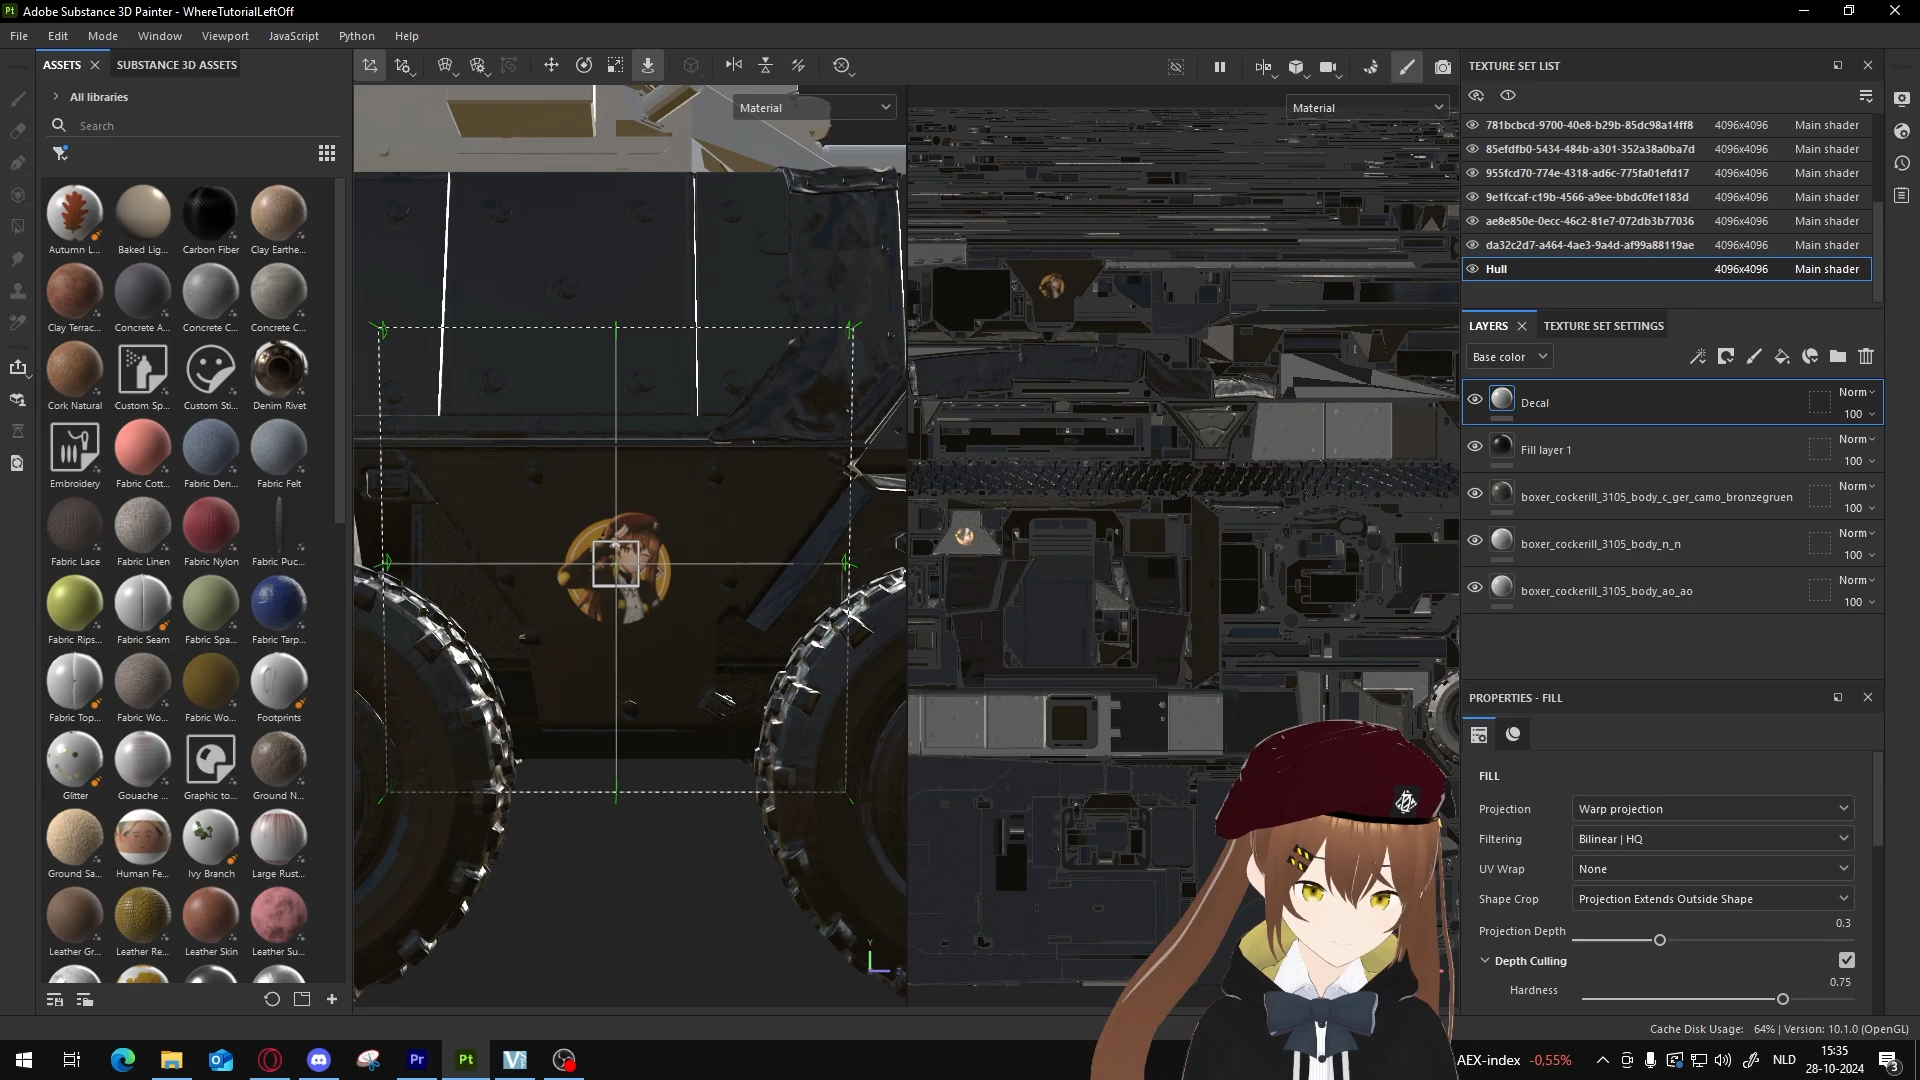 Adobe Substance 3D Painter - WhereTutorialLeftOff
File Edit Mode Window Viewport JavaScript Python Help
ASSETS
SUBSTANCE 3D ASSETS
All libraries
Search
Autumn L...
Baked Lig...
Carbon Fiber
Clay Earthe...
Clay Terrac...
Concrete A...
Concrete C...
Concrete C...
Cork Natural
Custom Sp...
Custom Sti...
Denim Rivet
Embroidery
Fabric Cott...
Fabric Den...
Fabric Felt
Fabric Lace
Fabric Linen
Fabric Nylon
Fabric Puc...
Fabric Rips...
Fabric Seam
Fabric Spa...
Fabric Tarp...
Fabric Top...
Fabric Wo...
Fabric Wo...
Footprints
Glitter
Gouache ...
Graphic to...
Ground N...
Ground Sa...
Human Fe...
Ivy Branch
Large Rust...
Leather Gr...
Leather Re...
Leather Skin
Leather Su...
Material
Material
Y
Z
TEXTURE SET LIST
781bcbcd-9700-40e8-b29b-85dc98a14ff8 4096x4096 Main shader
85efdfb0-5434-484b-a301-352a38a0ba7d 4096x4096 Main shader
955fcd70-774e-4318-ad6c-775fa01efd17 4096x4096 Main shader
9e1fccaf-c19b-4566-a9ee-bbdc0fe1183d 4096x4096 Main shader
ae8e850e-0ecc-46c2-81e7-072db3b77036 4096x4096 Main shader
da32c2d7-a464-4ae3-9a4d-af99a88119ae 4096x4096 Main shader
Hull 4096x4096 Main shader
LAYERS
TEXTURE SET SETTINGS
Base color
Decal Norm 100
Fill layer 1 Norm 100
boxer_cockerill_3105_body_c_ger_camo_bronzegruen Norm 100
boxer_cockerill_3105_body_n_n Norm 100
boxer_cockerill_3105_body_ao_ao Norm 100
PROPERTIES - FILL
FILL
Projection Warp projection
Filtering Bilinear | HQ
UV Wrap None
Shape Crop Projection Extends Outside Shape
Projection Depth 0.3
Depth Culling
Hardness 0.75
Cache Disk Usage: 64% | Version: 10.1.0 (OpenGL)
AEX-index -0,55%
NLD
15:35
28-10-2024
3